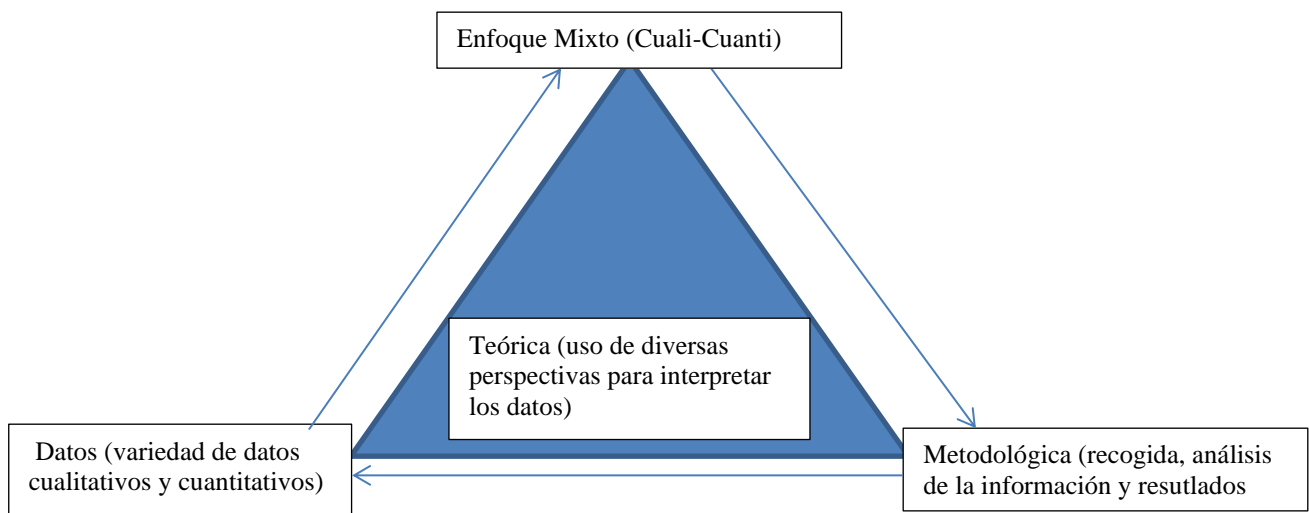 Enfoque Mixto (Cuali-Cuanti)
Teórica (uso de diversas
perspectivas para interpretar
los datos)
Datos (variedad de datos
cualitativos y cuantitativos)
Metodológica (recogida, análisis
de la información y resutlados